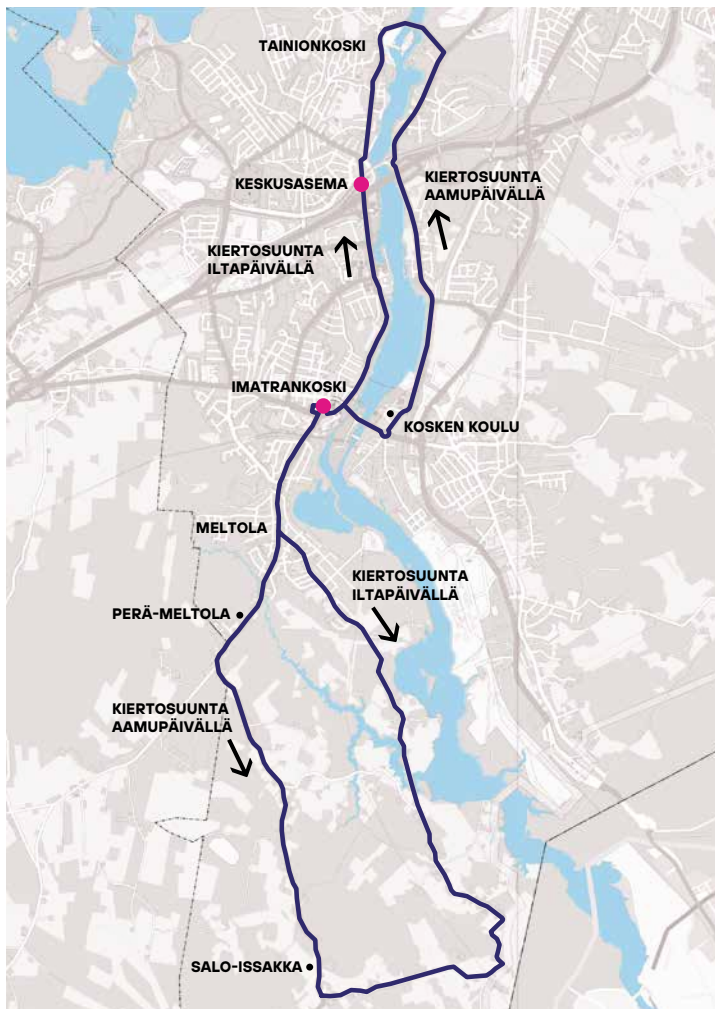 TAINIONKOSKI
KESKUSASEMA
KIERTOSUUNTA
AAMUPÄIVÄLLÄ
KIERTOSUUNTA
ILTAPÄIVÄLLÄ
IMATRANKOSKI
KOSKEN KOULU
MELTOLA
KIERTOSUUNTA
ILTAPÄIVÄLLÄ
PERÄ-MELTOLA
KIERTOSUUNTA
AAMUPÄIVÄLLÄ
SALO-ISSAKKA